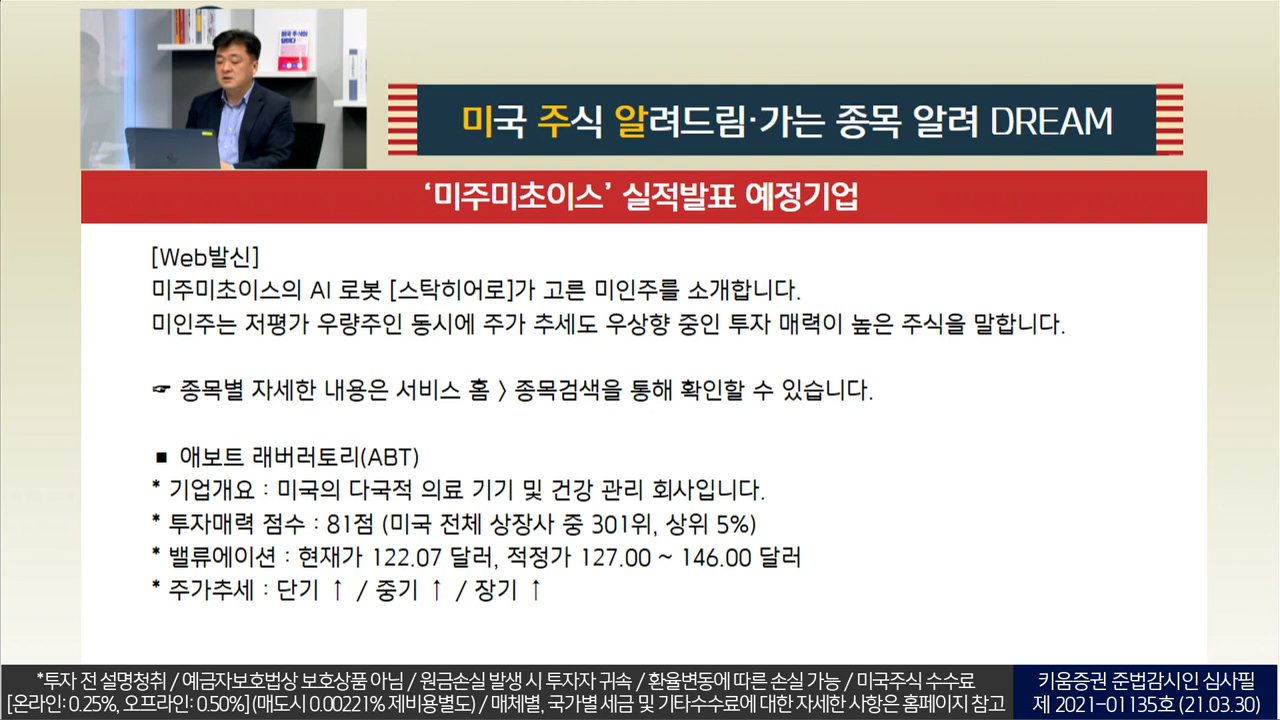 미국 주식 알려드림·가는 종목 알려 DREAM
‘미주미초이스’ 실적발표 예정기업
[Web발신]
미주미초이스의 AI 로봇 [스탁히어로]가 고른 미인주를 소개합니다.
미인주는 저평가 우량주인 동시에 주가 추세도 우상향 중인 투자 매력이 높은 주식을 말합니다.
☞ 종목별 자세한 내용은 서비스 홈 > 종목검색을 통해 확인할 수 있습니다.
■ 애보트 래버러토리(ABT)
* 기업개요 : 미국의 다국적 의료 기기 및 건강 관리 회사입니다.
* 투자매력 점수 : 81점 (미국 전체 상장사 중 301위, 상위 5%)
* 밸류에이션 : 현재가 122.07 달러, 적정가 127.00 ~ 146.00 달러
* 주가추세 : 단기 ↑ / 중기 ↑ / 장기 ↑
*투자 전 설명청취 / 예금자보호법상 보호상품 아님 / 원금손실 발생 시 투자자 귀속 / 환율변동에 따른 손실 가능 / 미국주식 수수료
[온라인: 0.25%, 오프라인: 0.50%] (매도시 0.00221% 제비용별도) / 매체별, 국가별 세금 및 기타수수료에 대한 자세한 사항은 홈페이지 참고
키움증권 준법감시인 심사필
제 2021-01135호 (21.03.30)